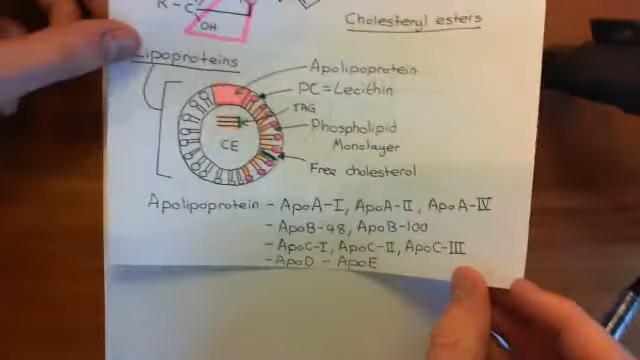 R-C
OH
Cholesteryl esters
Lipoproteins
Apolipoprotein
PC = Lecithin
TAG
Phospholipid
Monolayer
CE
Free cholesterol
Apolipoprotein - ApoA-I, ApoA-II, ApoA-IV
- ApoB-48, ApoB-100
- ApoC-I, ApoC-II, ApoC-III
- ApoD - ApoE